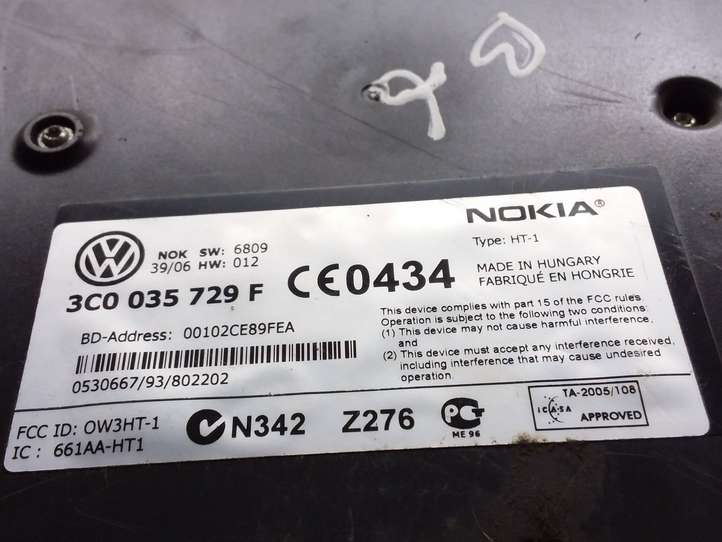 NOKIA®
Type: HT-1
MADE IN HUNGARY
FABRIQUÉ EN HONGRIE
VW
NOK SW: 6809
39/06 HW: 012
3C0 035 729 F
CE0434
BD-Address: 00102CE89FEA
0530667/93/802202
This device complies with part 15 of the FCC rules.
Operation is subject to the following two conditions:
(1) This device may not cause harmful interference,
and
(2) This device must accept any interference received,
including interference that may cause undesired
operation.
FCC ID: OW3HT-1
IC : 661AA-HT1
N342
Z276
ME 96
TA-2005/108
ICASA
APPROVED